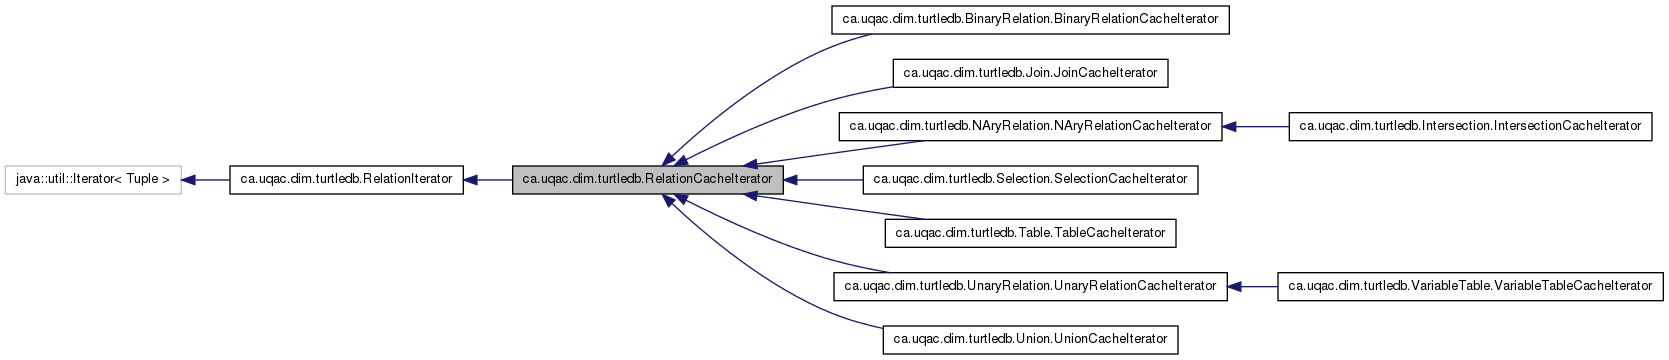 ca.uqac.dim.turtledb.BinaryRelation.BinaryRelationCacheIterator
ca.uqac.dim.turtledb.Join.JoinCacheIterator
ca.uqac.dim.turtledb.NAryRelation.NAryRelationCacheIterator
ca.uqac.dim.turtledb.Intersection.IntersectionCacheIterator
java::util::Iterator< Tuple >
ca.uqac.dim.turtledb.RelationIterator
ca.uqac.dim.turtledb.RelationCacheIterator
ca.uqac.dim.turtledb.Selection.SelectionCacheIterator
ca.uqac.dim.turtledb.Table.TableCacheIterator
ca.uqac.dim.turtledb.UnaryRelation.UnaryRelationCacheIterator
ca.uqac.dim.turtledb.VariableTable.VariableTableCacheIterator
ca.uqac.dim.turtledb.Union.UnionCacheIterator